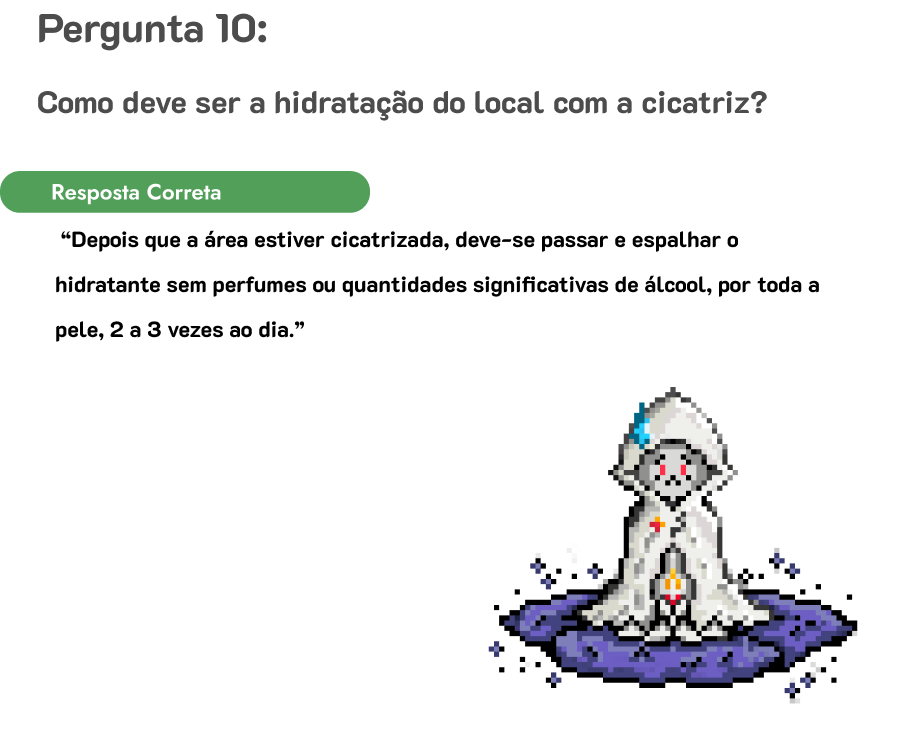 Pergunta 10:
Como deve ser a hidratação do local com a cicatriz?
Resposta Correta
“Depois que a área estiver cicatrizada, deve-se passar e espalhar o
hidratante sem perfumes ou quantidades significativas de álcool, por toda a
pele, 2 a 3 vezes ao dia.”